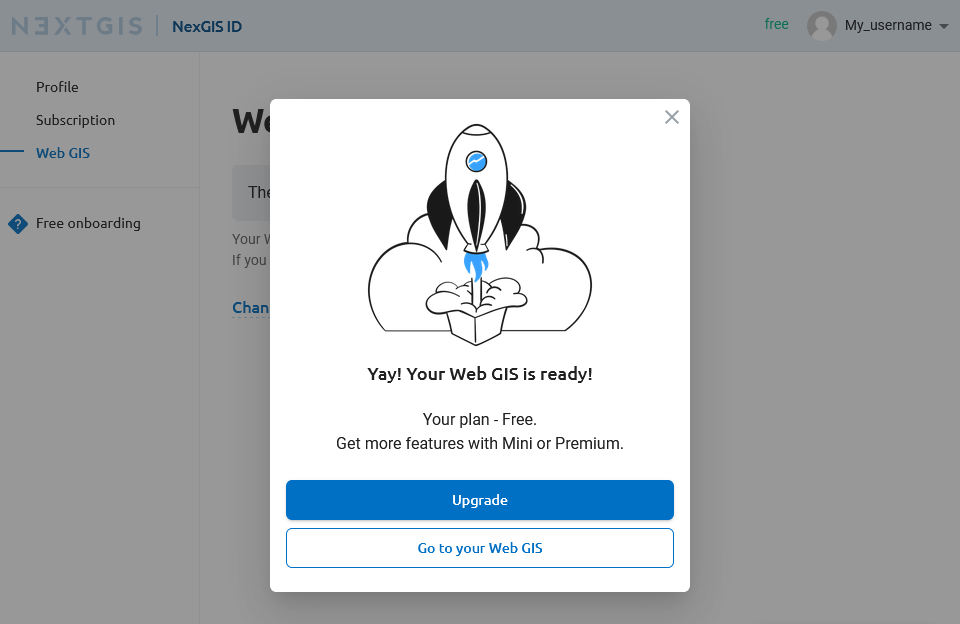 NEXTGIS
NexGIS ID
free
My_username
Profile
Subscription
Web GIS
Free onboarding
We
The
Your W
If you
Chan
Yay! Your Web GIS is ready!
Your plan - Free.
Get more features with Mini or Premium.
Upgrade
Go to your Web GIS